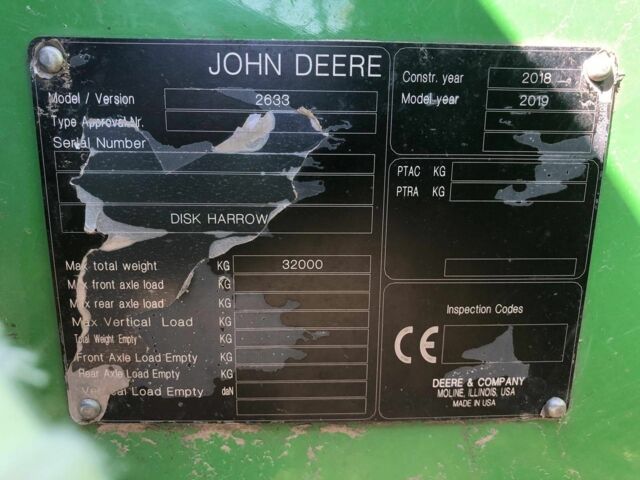 JOHN DEERE
Model / Version 2633
Type Approval Nr.
Serial Number
DISK HARROW
Max total weight KG 32000
Max front axle load KG
Max rear axle load KG
Max Vertical Load KG
Total Weight Empty KG
Front Axle Load Empty KG
Rear Axle Load Empty KG
Vertical Load Empty daN
Constr. year 2018
Model year 2019
PTAC KG
PTRA KG
Inspection Codes
CE
DEERE & COMPANY
MOLINE, ILLINOIS, USA
MADE IN USA